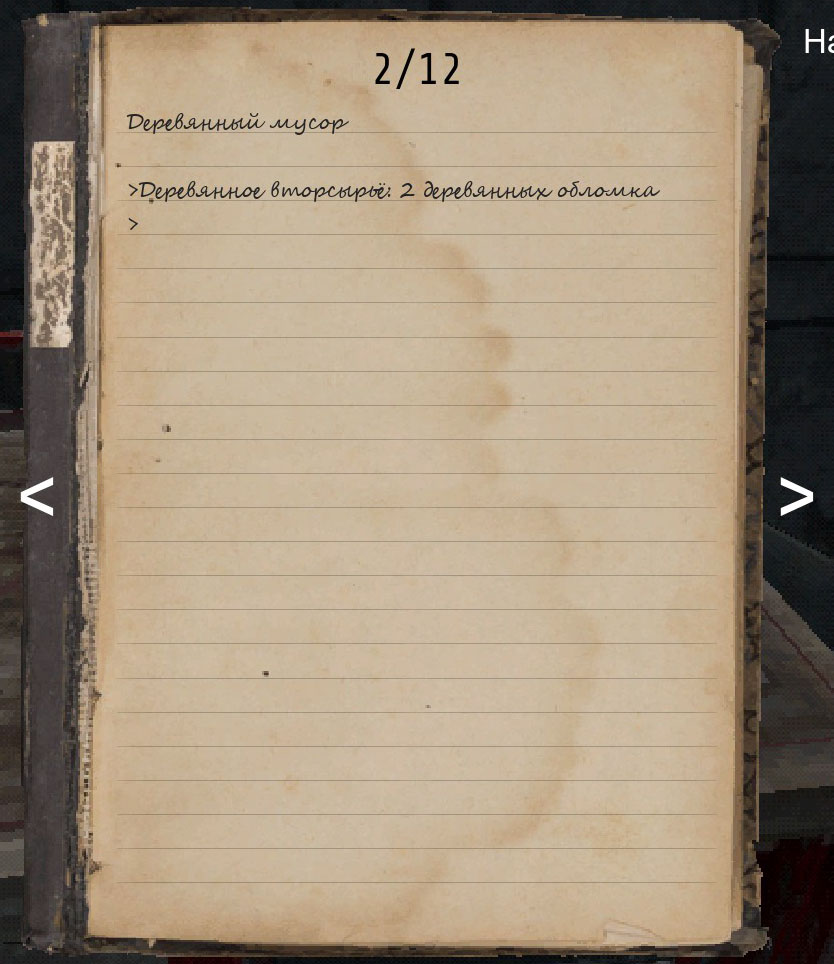 На
2/12
Деревянный мусор
>Деревянное вторсырьё: 2 деревянных обломка
>
< >